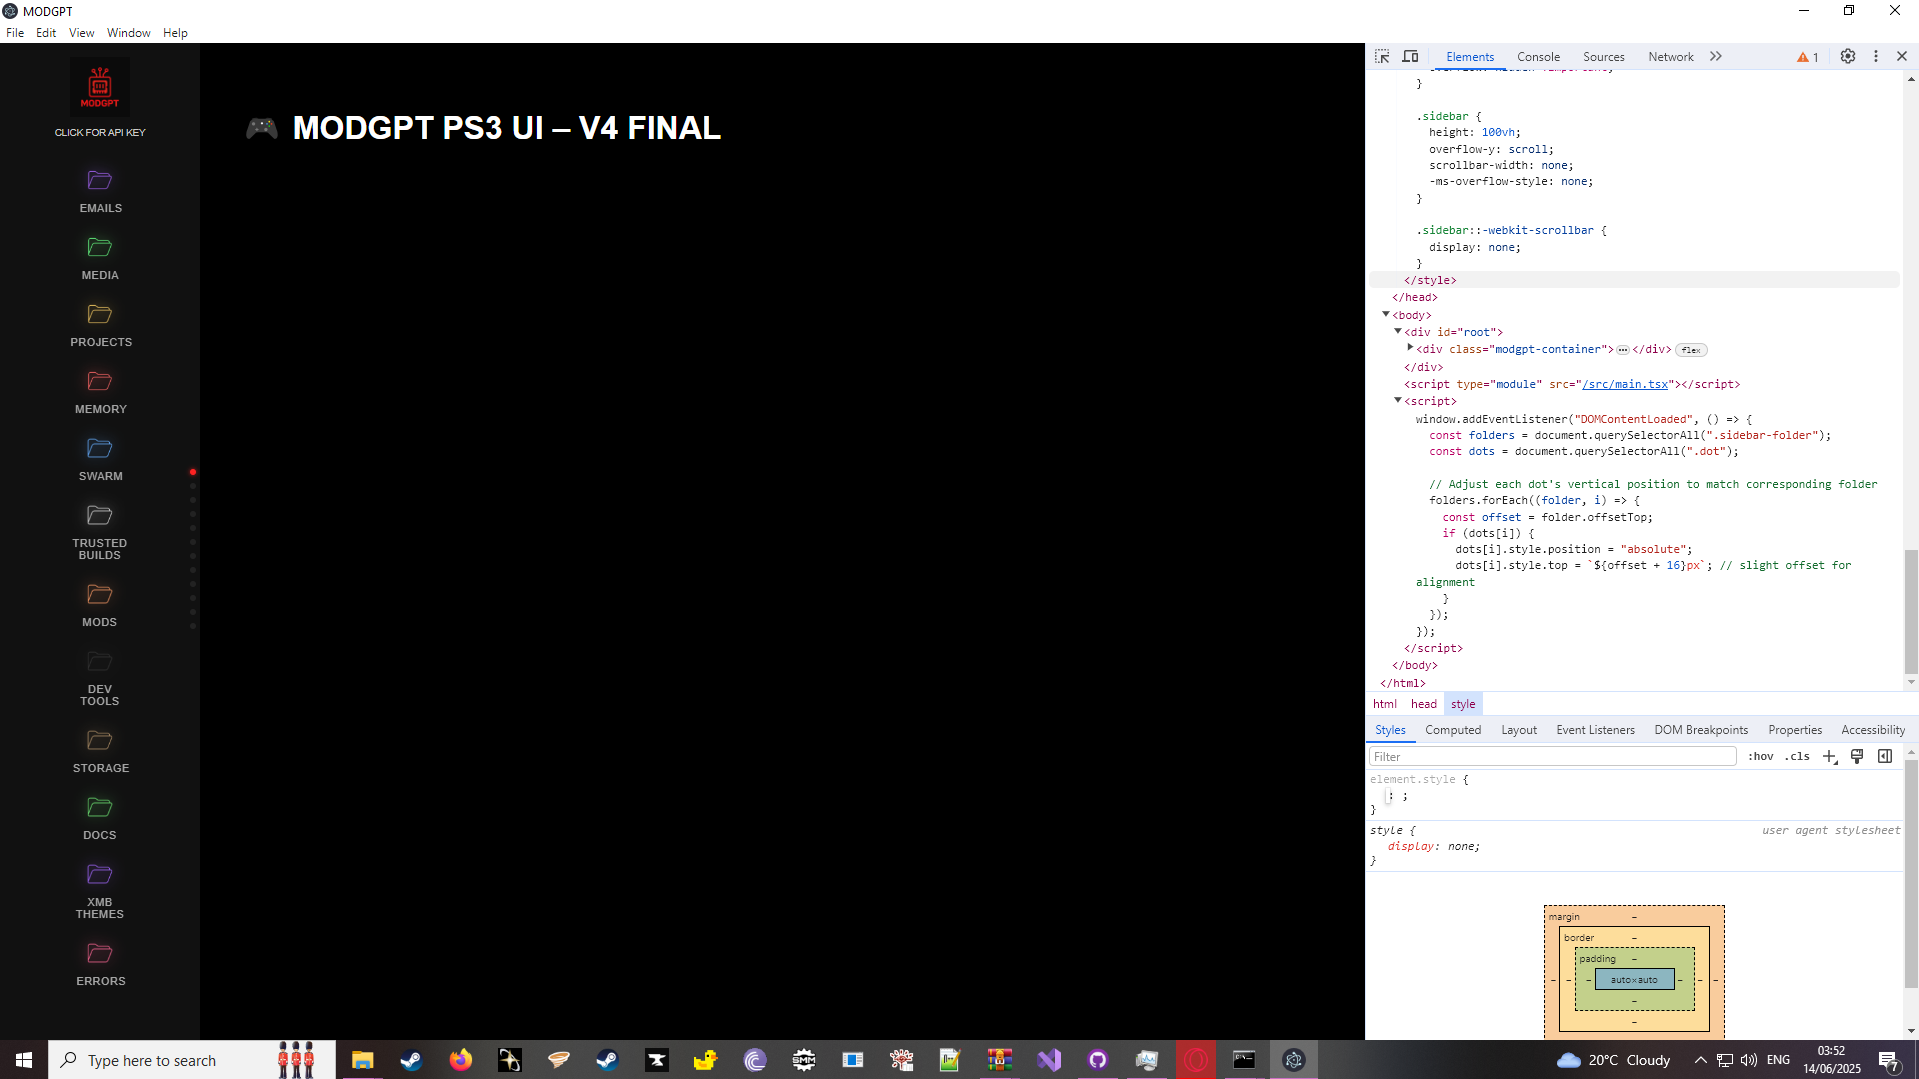 MODGPT
File Edit View Window Help
MODGPT
CLICK FOR API KEY
EMAILS
MEDIA
PROJECTS
MEMORY
SWARM
TRUSTED
BUILDS
MODS
DEV
TOOLS
STORAGE
DOCS
XMB
THEMES
ERRORS
🎮 MODGPT PS3 UI – V4 FINAL
Elements Console Sources Network 1
}
.sidebar {
height: 100vh;
overflow-y: scroll;
scrollbar-width: none;
-ms-overflow-style: none;
}
.sidebar::-webkit-scrollbar {
display: none;
}
</style>
</head>
<body>
<div id="root">
<div class="modgpt-container"> ⋯ </div> flex
</div>
<script type="module" src="/src/main.tsx"></script>
<script>
window.addEventListener("DOMContentLoaded", () => {
const folders = document.querySelectorAll(".sidebar-folder");
const dots = document.querySelectorAll(".dot");
// Adjust each dot's vertical position to match corresponding folder
folders.forEach((folder, i) => {
const offset = folder.offsetTop;
if (dots[i]) {
dots[i].style.position = "absolute";
dots[i].style.top = `${offset + 16}px`; // slight offset for
alignment
}
});
});
</script>
</body>
</html>
html head style
Styles Computed Layout Event Listeners DOM Breakpoints Properties Accessibility
Filter :hov .cls
element.style {
: ;
}
style { user agent stylesheet
display: none;
}
margin –
border –
padding –
– – – auto×auto – – –
–
–
Type here to search
SMM
20°C Cloudy
ENG
03:52
14/06/2025
7